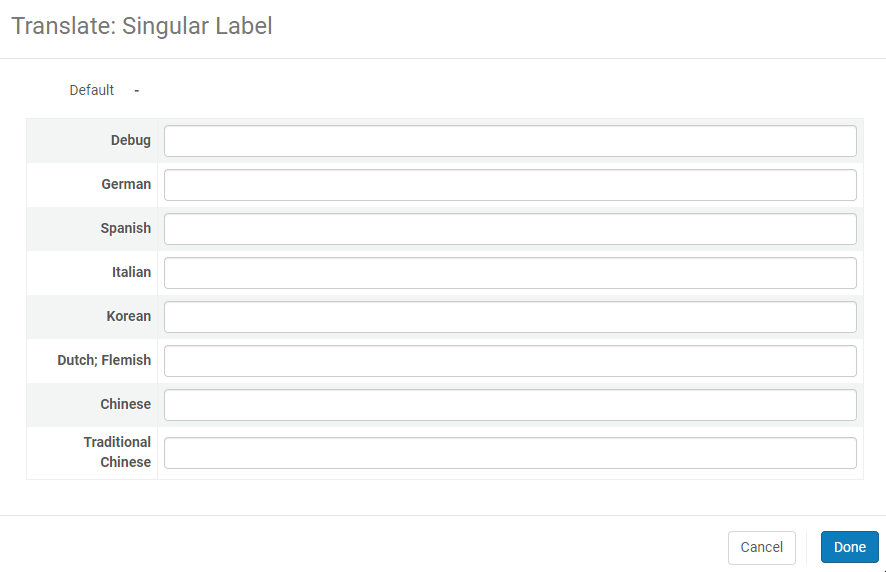 Translate: Singular Label
Default -
Debug
German
Spanish
Italian
Korean
Dutch; Flemish
Chinese
Traditional
Chinese
Cancel Done